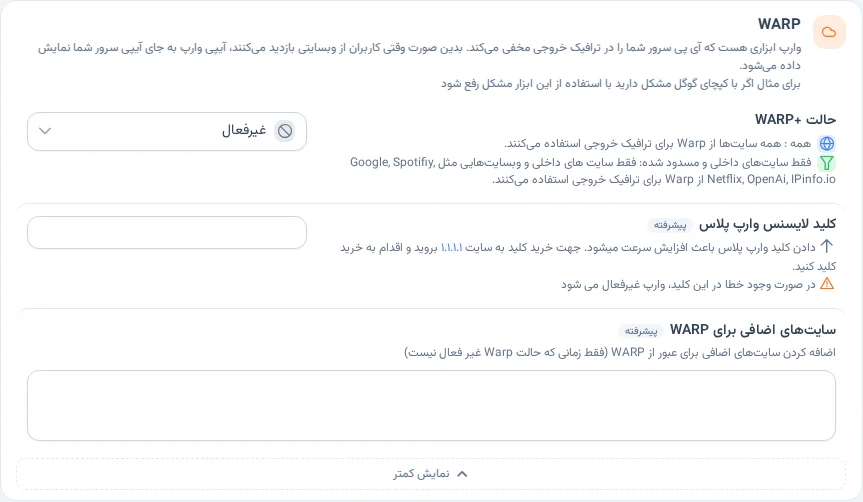 WARP
وارپ ابزاری هست که آی پی سرور شما را در ترافیک خروجی مخفی می‌کند. بدین صورت وقتی کاربران از وبسایتی بازدید می‌کنند، آیپی وارپ به جای آیپی سرور شما نمایش
داده می‌شود.
برای مثال اگر با کپچای گوگل مشکل دارید با استفاده از این ابزار مشکل رفع شود
حالت WARP+
غیرفعال
همه : همه سایت‌ها از Warp برای ترافیک خروجی استفاده می‌کنند.
فقط سایت‌های داخلی و مسدود شده: فقط سایت های داخلی و وبسایت‌هایی مثل Google, Spotifiy,
Netflix, OpenAi, IPinfo.io از Warp برای ترافیک خروجی استفاده می‌کنند.
کلید لایسنس وارپ پلاس پیشرفته
دادن کلید وارپ پلاس باعث افزایش سرعت میشود. جهت خرید کلید به سایت 1.1.1.1 بروید و اقدام به خرید
کلید کنید.
در صورت وجود خطا در این کلید، وارپ غیرفعال می شود
سایت‌های اضافی برای WARP پیشرفته
اضافه کردن سایت‌های اضافی برای عبور از WARP (فقط زمانی که حالت Warp غیر فعال نیست)
نمایش کمتر